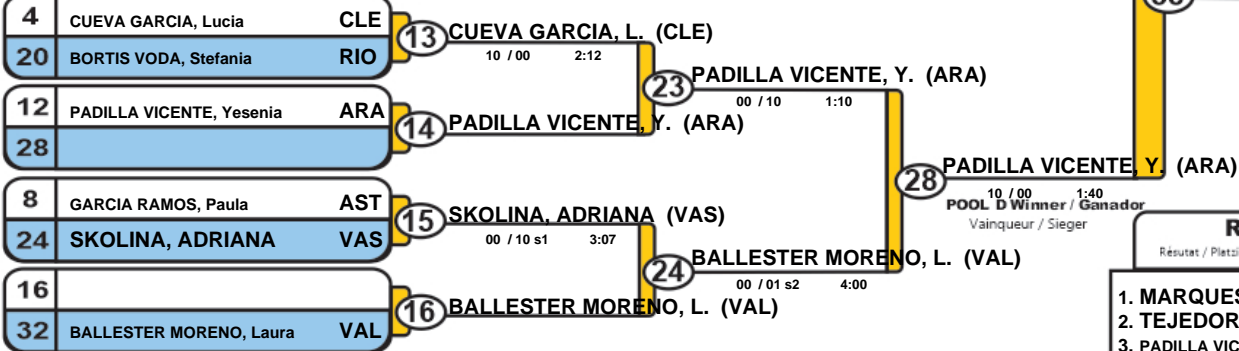 4 CUEVA GARCIA, Lucia CLE
20 BORTIS VODA, Stefania RIO
13 CUEVA GARCIA, L. (CLE)
10 / 00 2:12
12 PADILLA VICENTE, Yesenia ARA
28
14 PADILLA VICENTE, Y. (ARA)
23 PADILLA VICENTE, Y. (ARA)
00 / 10 1:10
8 GARCIA RAMOS, Paula AST
24 SKOLINA, ADRIANA VAS
15 SKOLINA, ADRIANA (VAS)
00 / 10 s1 3:07
16
32 BALLESTER MORENO, Laura VAL
16 BALLESTER MORENO, L. (VAL)
24 BALLESTER MORENO, L. (VAL)
00 / 01 s2 4:00
28 PADILLA VICENTE, Y. (ARA)
10 / 00 1:40
POOL D Winner / Ganador
Vainqueur / Sieger
R
Résutat / Platzi
1. MARQUES
2. TEJEDOR
3. PADILLA VIC